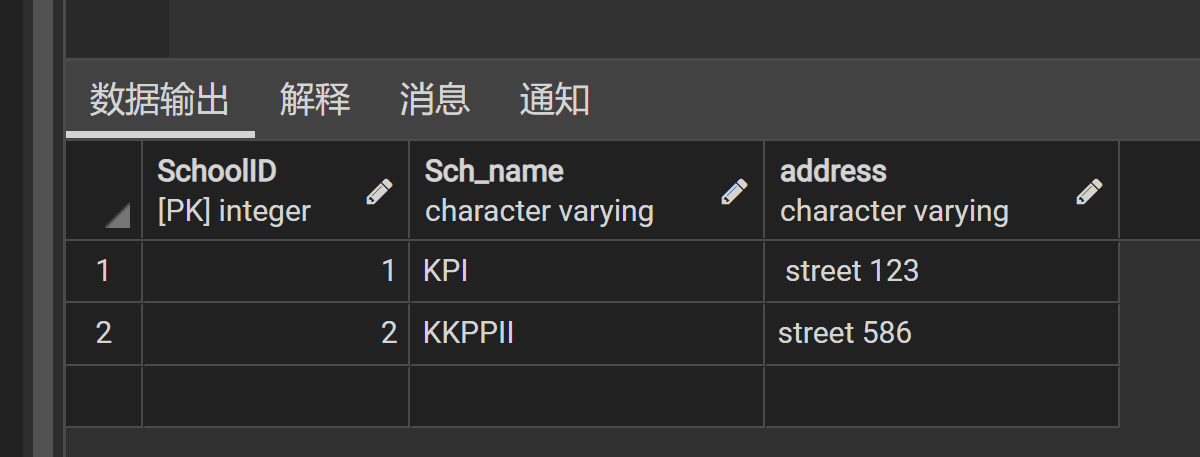 数据输出 解释 消息 通知
SchoolID Sch_name address
[PK] integer character varying character varying
1 1 KPI street 123
2 2 KKPPII street 586